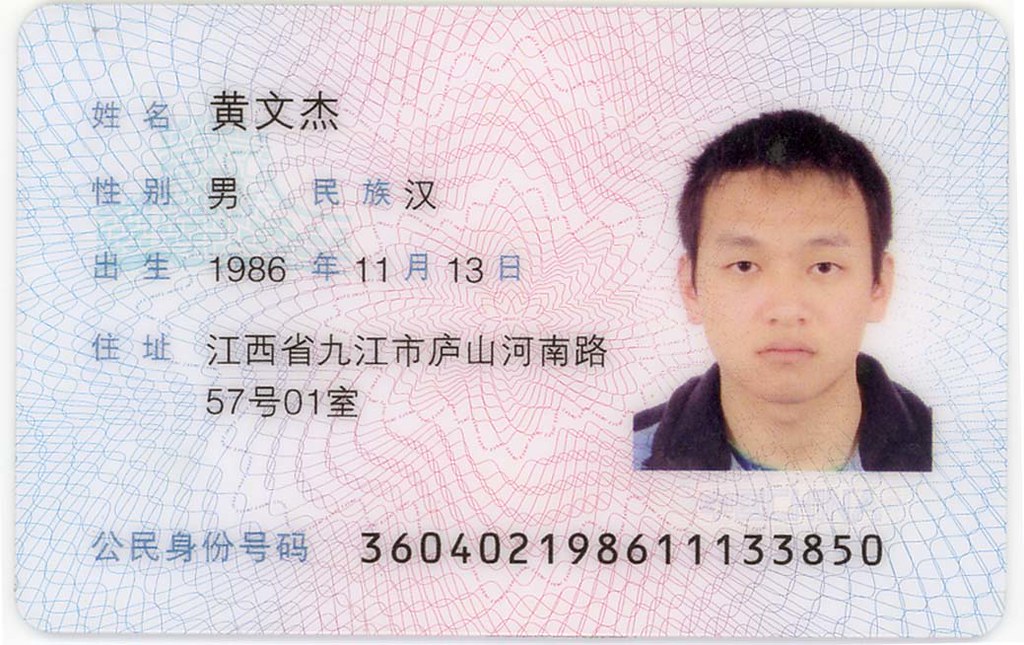 姓名 黄文杰
性别 男 民族 汉
出生 1986 年 11 月 13 日
住址 江西省九江市庐山河南路
57号01室
公民身份号码 360402198611133850